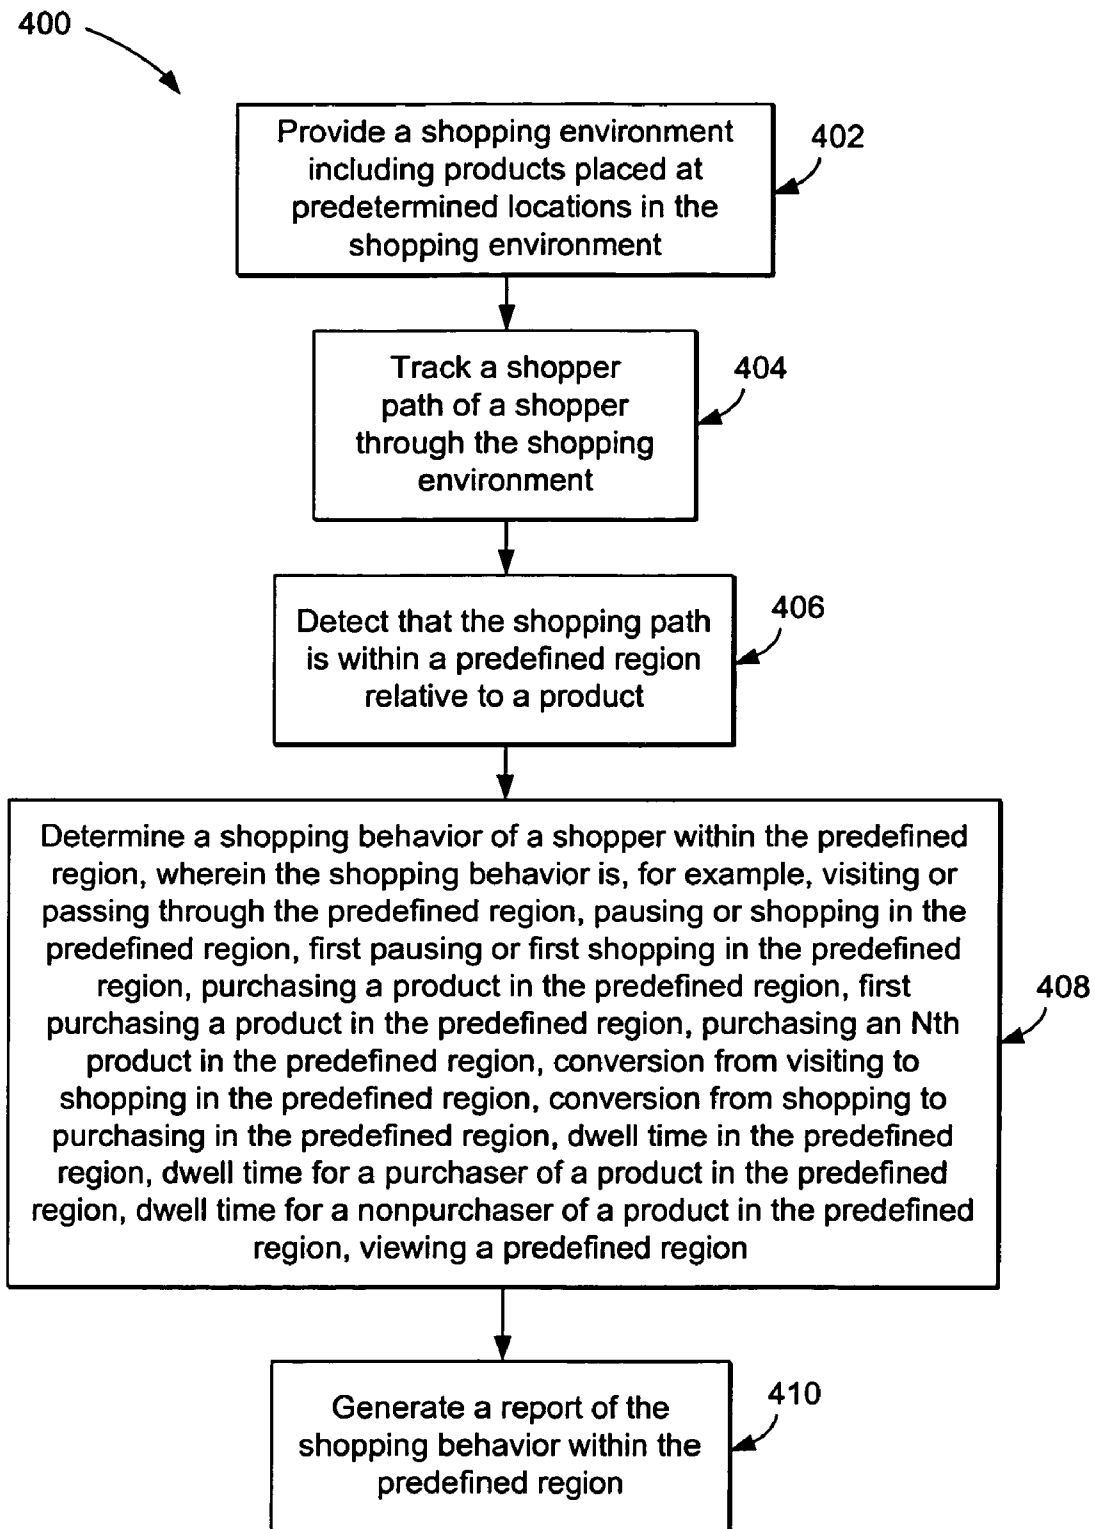 400
Provide a shopping environment
including products placed at
predetermined locations in the
shopping environment
402
Track a shopper
path of a shopper
through the shopping
environment
404
Detect that the shopping path
is within a predefined region
relative to a product
406
Determine a shopping behavior of a shopper within the predefined
region, wherein the shopping behavior is, for example, visiting or
passing through the predefined region, pausing or shopping in the
predefined region, first pausing or first shopping in the predefined
region, purchasing a product in the predefined region, first
purchasing a product in the predefined region, purchasing an Nth
product in the predefined region, conversion from visiting to
shopping in the predefined region, conversion from shopping to
purchasing in the predefined region, dwell time in the predefined
region, dwell time for a purchaser of a product in the predefined
region, dwell time for a nonpurchaser of a product in the predefined
region, viewing a predefined region
408
Generate a report of the
shopping behavior within the
predefined region
410